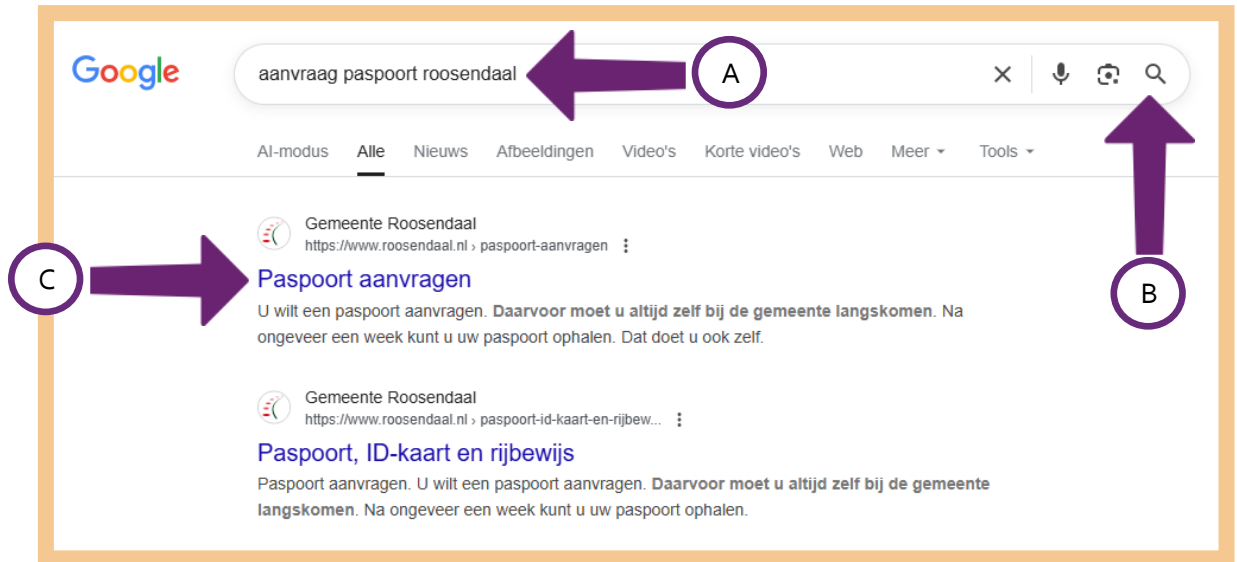 Google
aanvraag paspoort roosendaal
A
AI-modus Alle Nieuws Afbeeldingen Video's Korte video's Web Meer Tools
Gemeente Roosendaal
https://www.roosendaal.nl › paspoort-aanvragen
C
Paspoort aanvragen
B
U wilt een paspoort aanvragen. Daarvoor moet u altijd zelf bij de gemeente langskomen. Na
ongeveer een week kunt u uw paspoort ophalen. Dat doet u ook zelf.
Gemeente Roosendaal
https://www.roosendaal.nl › paspoort-id-kaart-en-rijbew...
Paspoort, ID-kaart en rijbewijs
Paspoort aanvragen. U wilt een paspoort aanvragen. Daarvoor moet u altijd zelf bij de gemeente
langskomen. Na ongeveer een week kunt u uw paspoort ophalen.